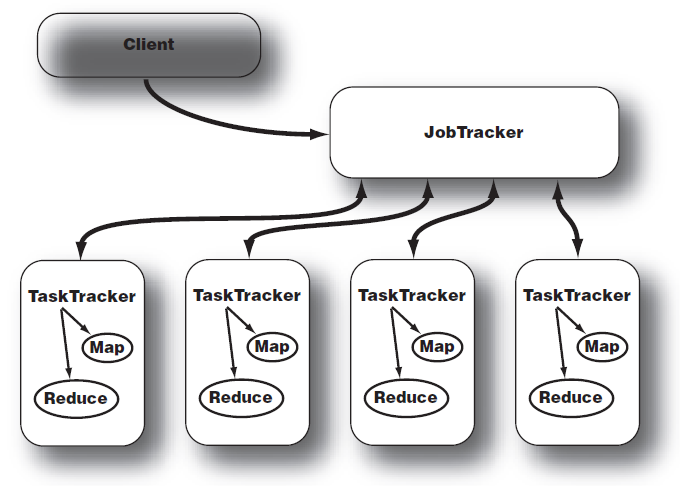 Client
JobTracker
TaskTracker
Map
Reduce
TaskTracker
Map
Reduce
TaskTracker
Map
Reduce
TaskTracker
Map
Reduce